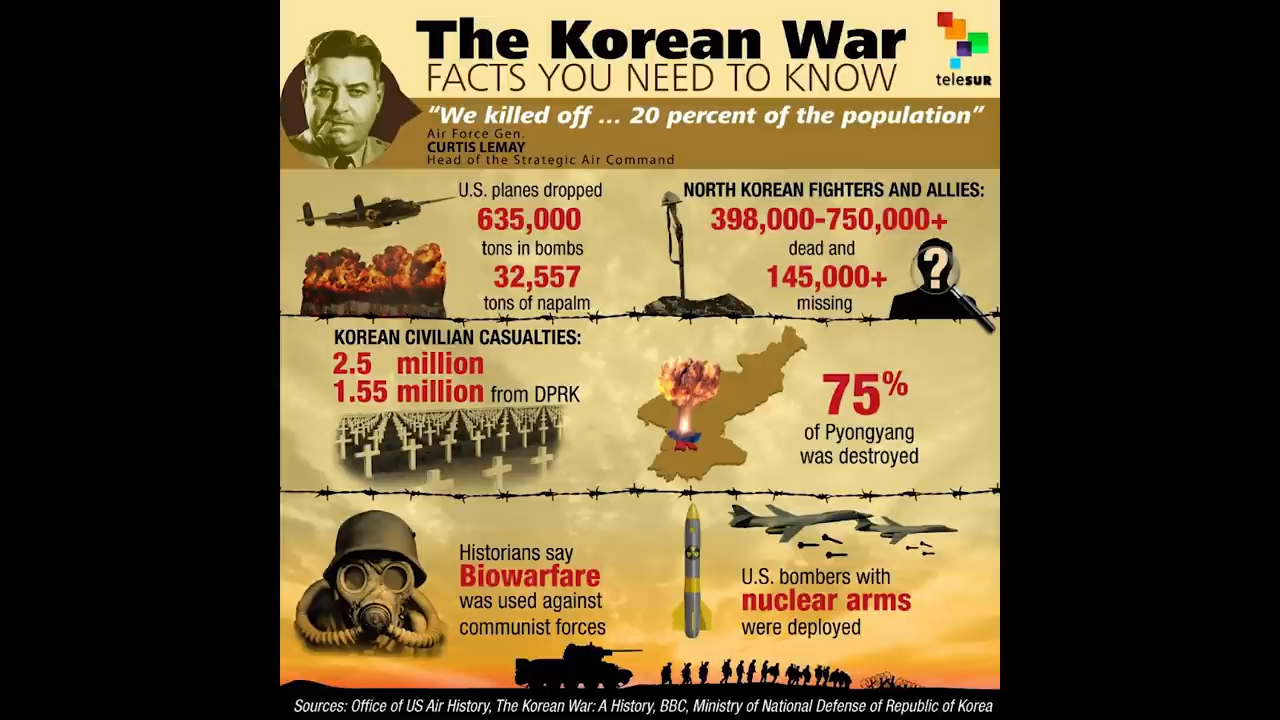 The Korean War
FACTS YOU NEED TO KNOW
teleSUR
“We killed off ... 20 percent of the population”
Air Force Gen.
CURTIS LEMAY
Head of the Strategic Air Command
U.S. planes dropped
635,000
tons in bombs
32,557
tons of napalm
NORTH KOREAN FIGHTERS AND ALLIES:
398,000-750,000+
dead and
145,000+
missing
?
KOREAN CIVILIAN CASUALTIES:
2.5 million
1.55 million from DPRK
75%
of Pyongyang
was destroyed
Historians say
Biowarfare
was used against
communist forces
U.S. bombers with
nuclear arms
were deployed
Sources: Office of US Air History, The Korean War: A History, BBC, Ministry of National Defense of Republic of Korea